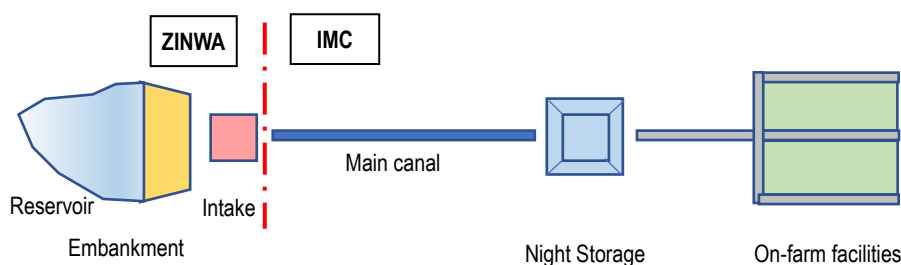 ZINWA
IMC
Main canal
Reservoir
Intake
Embankment
Night Storage
On-farm facilities